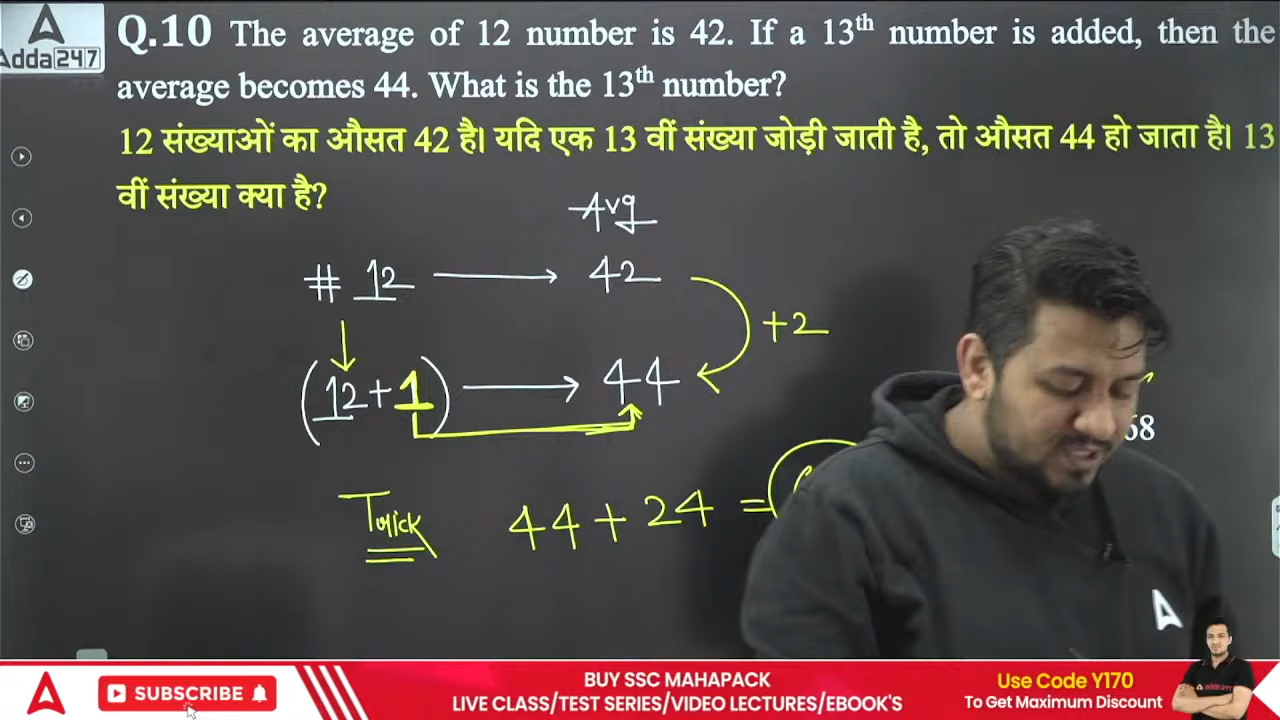 Adda247
Q.10 The average of 12 number is 42. If a 13th number is added, then the
average becomes 44. What is the 13th number?
12 संख्याओं का औसत 42 है। यदि एक 13 वीं संख्या जोड़ी जाती है, तो औसत 44 हो जाता है। 13
वीं संख्या क्या है?
Avg
# 12 → 42
+2
(12+1) → 44
68
Trick 44+24 =
SUBSCRIBE
BUY SSC MAHAPACK
LIVE CLASS/TEST SERIES/VIDEO LECTURES/EBOOK'S
Use Code Y170
To Get Maximum Discount